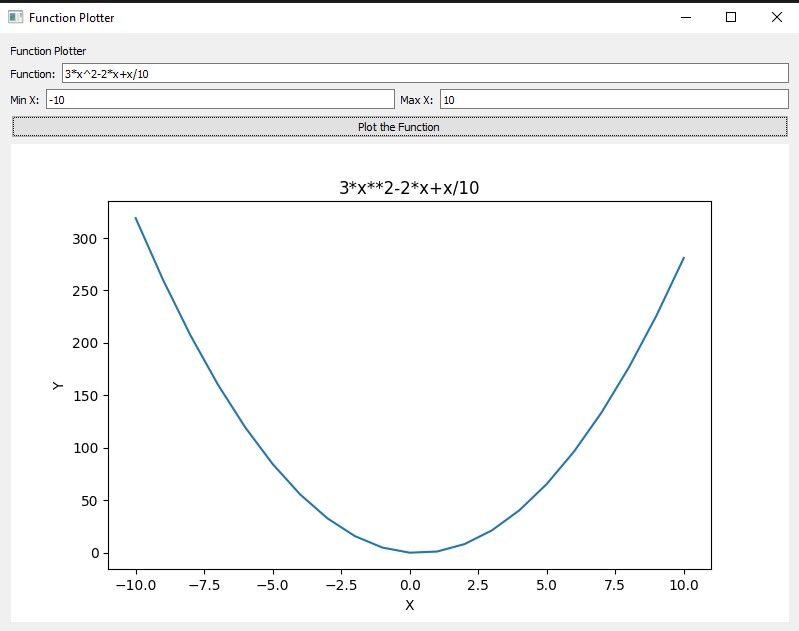 Function Plotter
Function Plotter
Function: 3*x^2-2*x+x/10
Min X: -10 Max X: 10
Plot the Function
3*x**2-2*x+x/10
300
250
200
150
100
50
0
Y
−10.0 −7.5 −5.0 −2.5 0.0 2.5 5.0 7.5 10.0
X